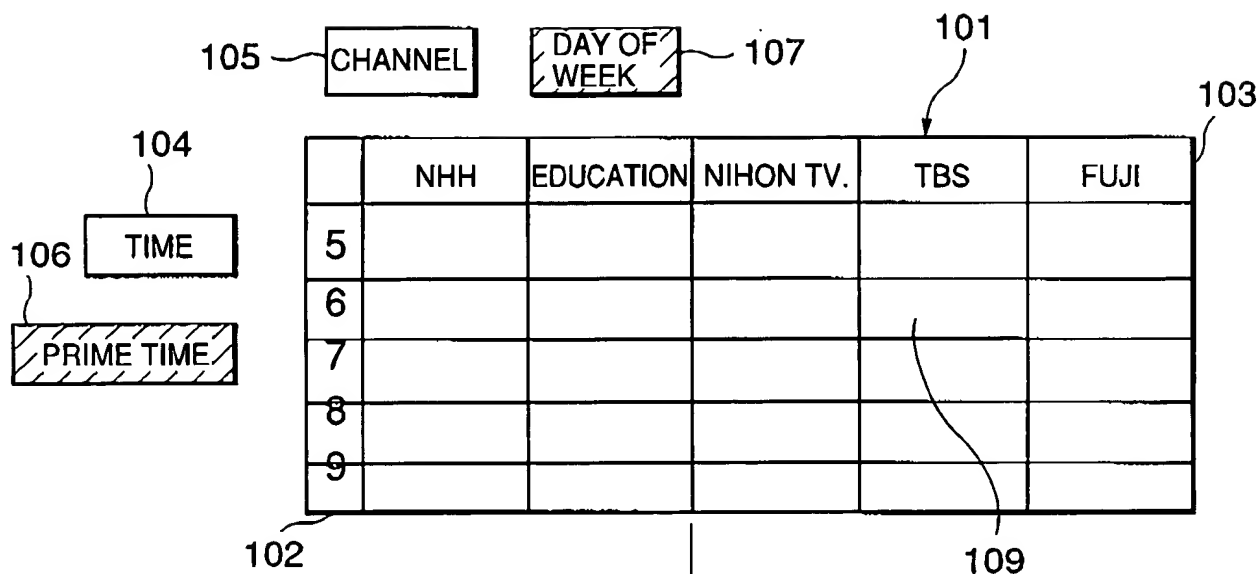 101
105
CHANNEL
DAY OF
WEEK
107
103
104
NHH EDUCATION NIHON TV. TBS FUJI
TIME
5
106
6
PRIME TIME
7
8
9
102
109